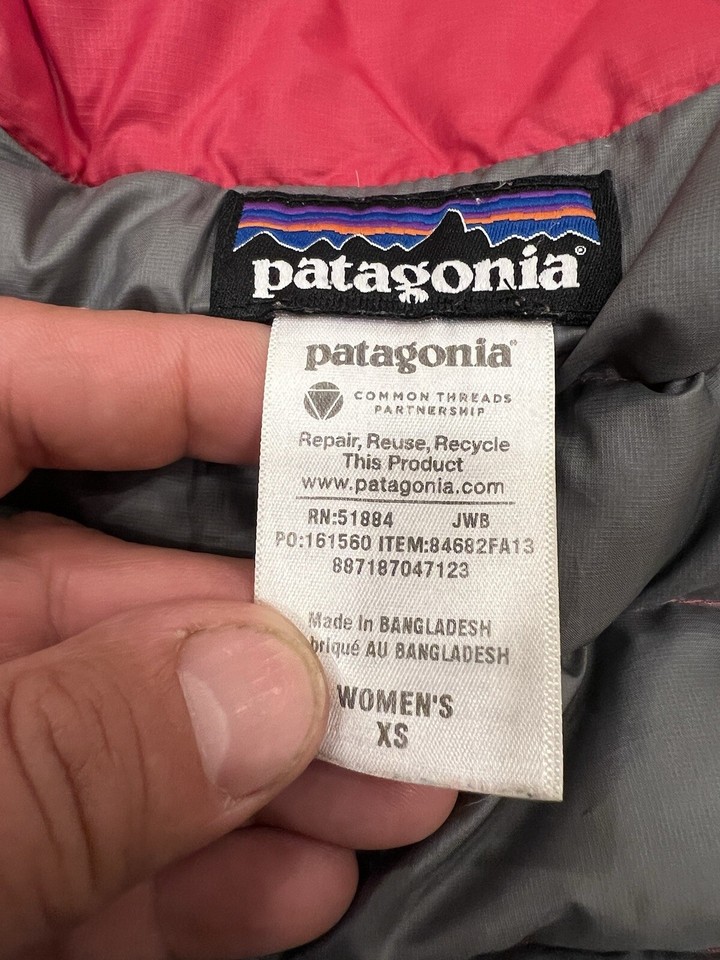 patagonia®
patagonia®
COMMON THREADS
PARTNERSHIP
Repair, Reuse, Recycle
This Product
www.patagonia.com
RN:51884 JWB
PO:161560 ITEM:84682FA13
887187047123
Made In BANGLADESH
briqué AU BANGLADESH
WOMEN'S
XS